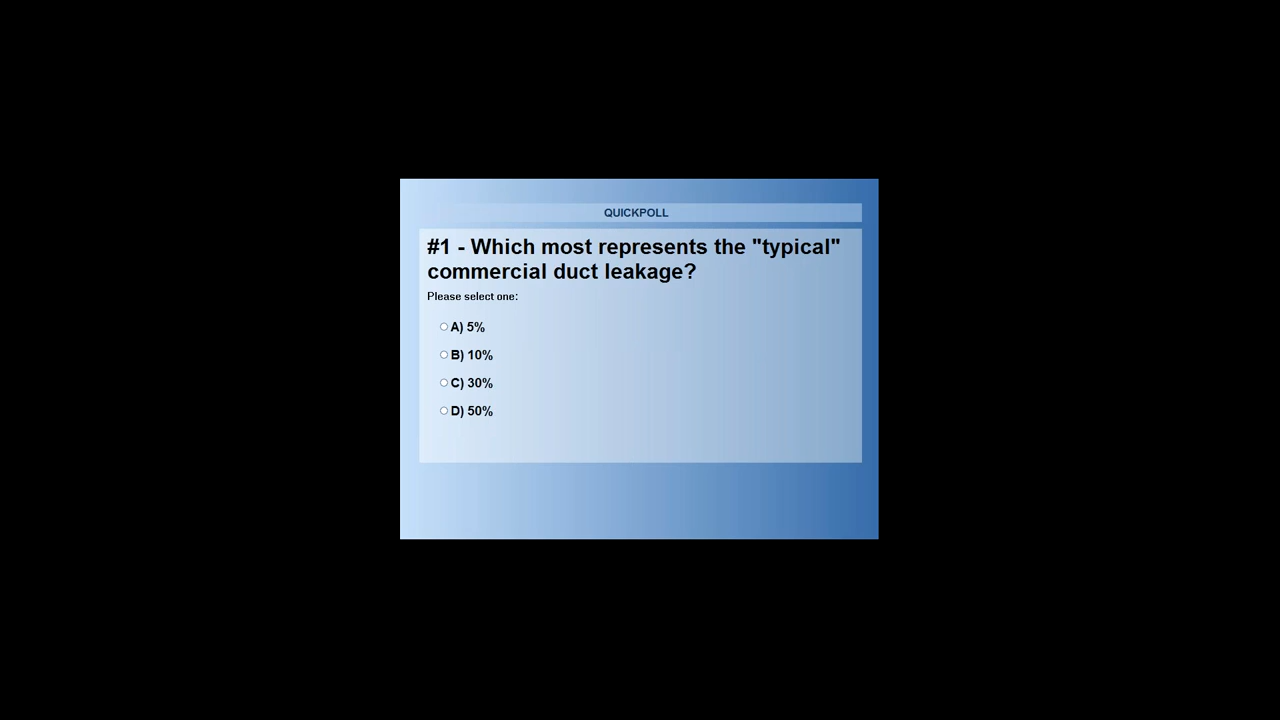 QUICKPOLL
#1 - Which most represents the "typical"
commercial duct leakage?
Please select one:
A) 5%
B) 10%
C) 30%
D) 50%